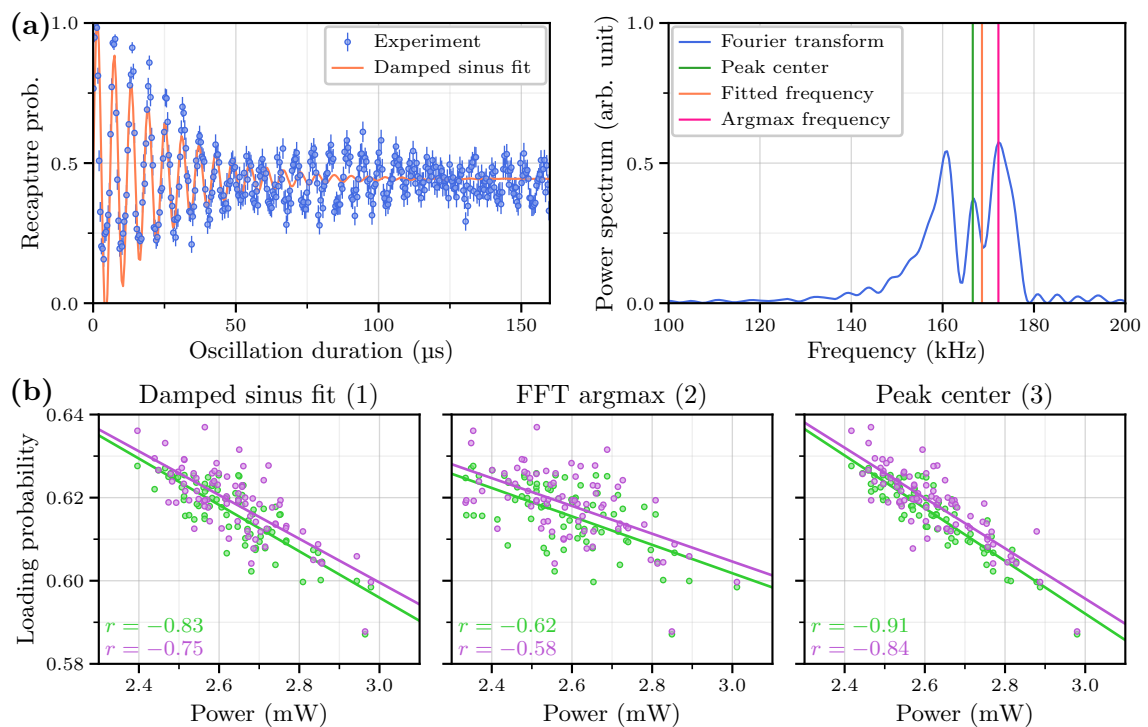 (a)
1.0
0.5
0.0
Recapture prob.
Experiment
Damped sinus fit
0 50 100 150
Oscillation duration (µs)
1.0
0.5
0.0
Power spectrum (arb. unit)
Fourier transform
Peak center
Fitted frequency
Argmax frequency
100 120 140 160 180 200
Frequency (kHz)
(b)
Damped sinus fit (1)
FFT argmax (2)
Peak center (3)
0.64
0.62
0.60
0.58
Loading probability
r = −0.83
r = −0.75
2.4 2.6 2.8 3.0
Power (mW)
r = −0.62
r = −0.58
2.4 2.6 2.8 3.0
Power (mW)
r = −0.91
r = −0.84
2.4 2.6 2.8 3.0
Power (mW)